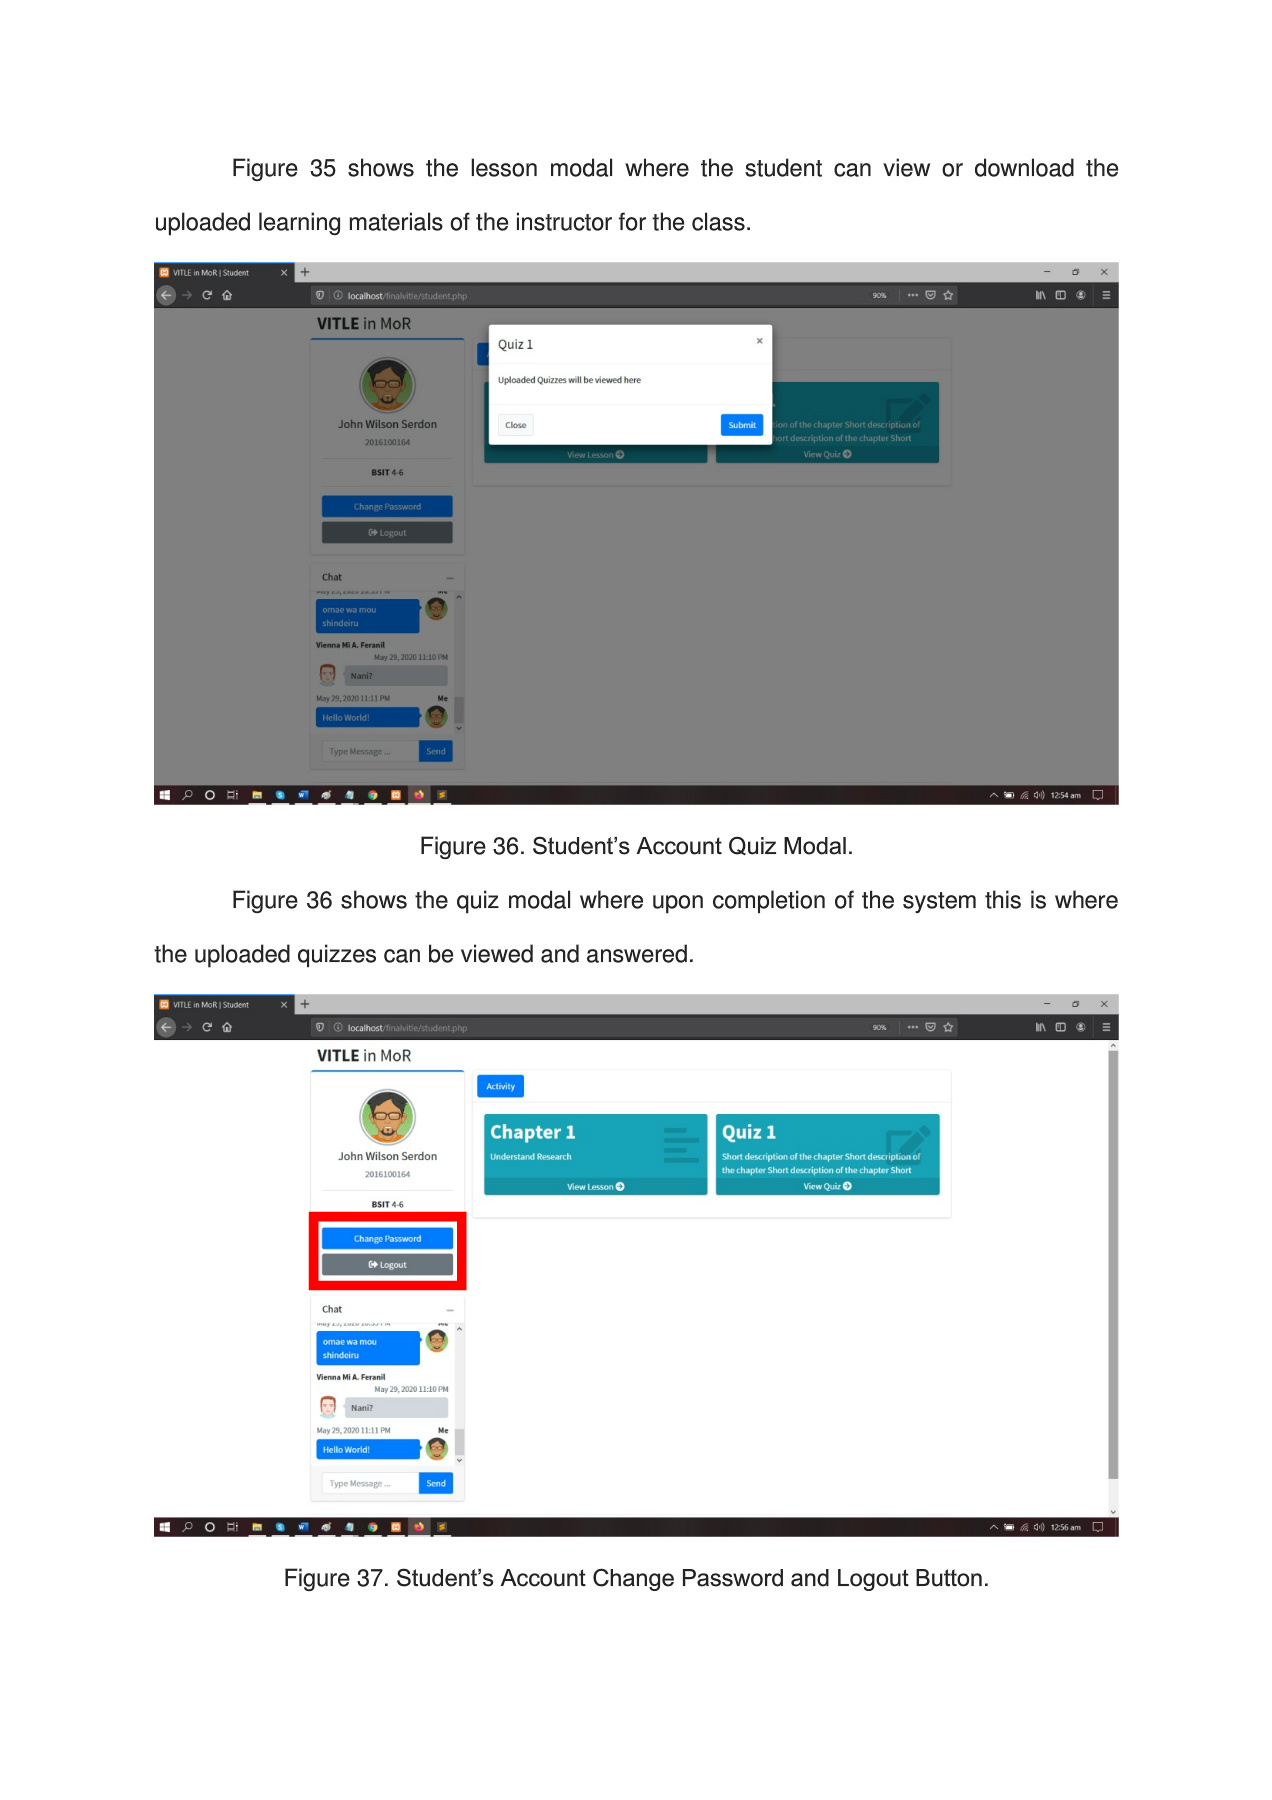 Figure 35 shows the lesson modal where the student can view or download the
uploaded learning materials of the instructor for the class.
VITLE in MoR | Student
localhost/finalvitle/student.php
90%
VITLE in MoR
John Wilson Serdon
2016100164
BSIT 4-6
Change Password
Logout
Quiz 1
×
Uploaded Quizzes will be viewed here
Close
Submit
tion of the chapter Short description of
hort description of the chapter Short
View Lesson
View Quiz
Chat
Me
omae wa mou
shindeiru
Vienna Mi A. Feranil
May 29, 2020 11:10 PM
Nani?
May 29, 2020 11:11 PM Me
Hello World!
Type Message ...
Send
12:54 am
Figure 36. Student’s Account Quiz Modal.
Figure 36 shows the quiz modal where upon completion of the system this is where
the uploaded quizzes can be viewed and answered.
VITLE in MoR | Student
localhost/finalvitle/student.php
90%
VITLE in MoR
John Wilson Serdon
2016100164
BSIT 4-6
Change Password
Logout
Activity
Chapter 1
Understand Research
View Lesson
Quiz 1
Short description of the chapter Short description of
the chapter Short description of the chapter Short
View Quiz
Chat
Me
omae wa mou
shindeiru
Vienna Mi A. Feranil
May 29, 2020 11:10 PM
Nani?
May 29, 2020 11:11 PM Me
Hello World!
Type Message ...
Send
12:56 am
Figure 37. Student’s Account Change Password and Logout Button.